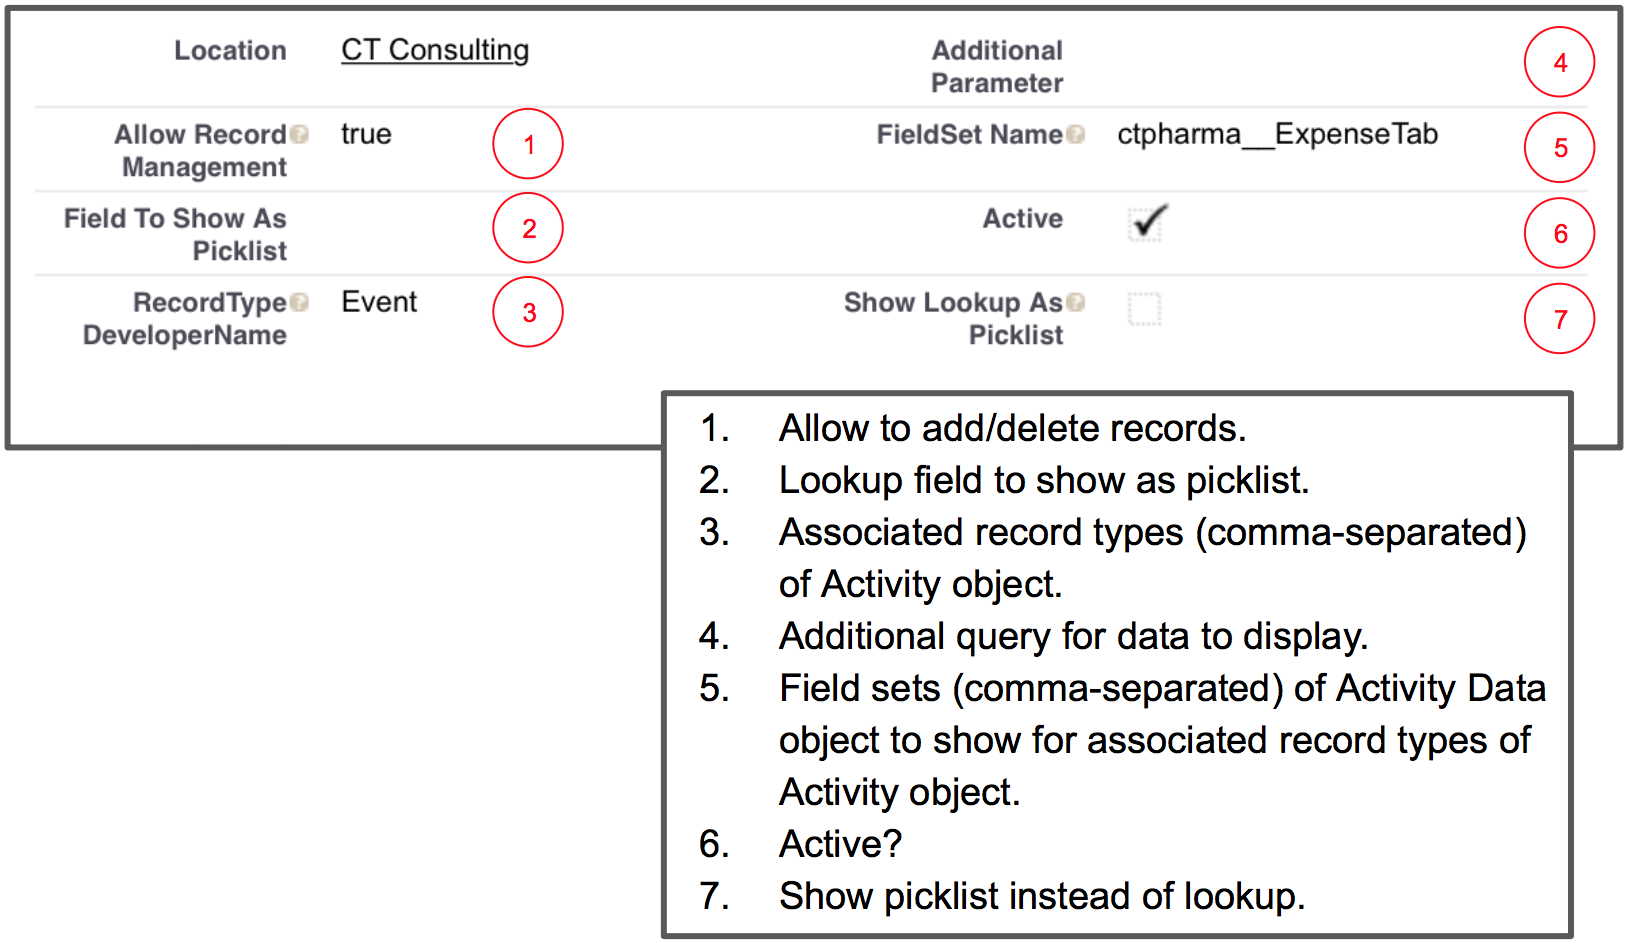 Location CT Consulting Additional
Parameter 4
Allow Record ? true 1 FieldSet Name ? ctpharma__ExpenseTab 5
Management
Field To Show As 2 Active 6
Picklist
RecordType ? Event 3 Show Lookup As ? 7
DeveloperName Picklist
1. Allow to add/delete records.
2. Lookup field to show as picklist.
3. Associated record types (comma-separated)
of Activity object.
4. Additional query for data to display.
5. Field sets (comma-separated) of Activity Data
object to show for associated record types of
Activity object.
6. Active?
7. Show picklist instead of lookup.